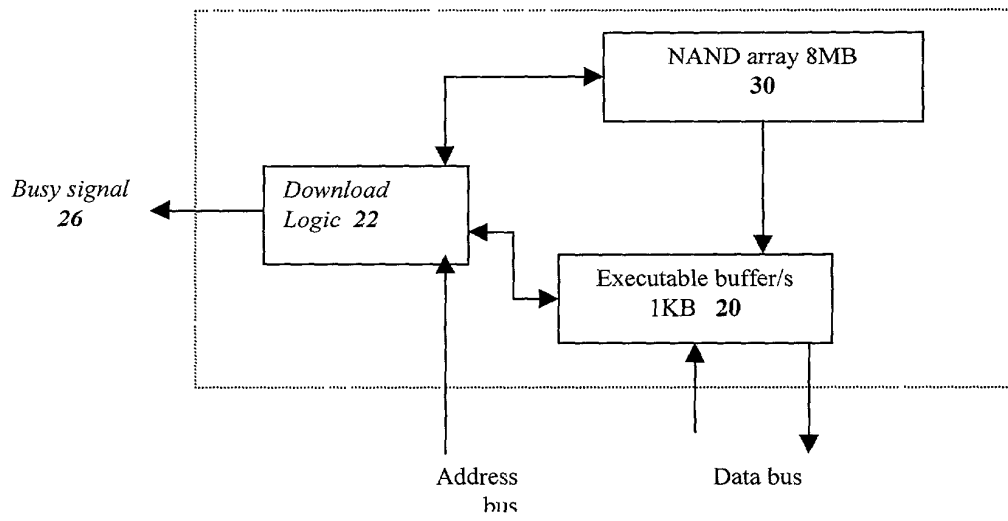 NAND array 8MB
30
Busy signal
26
Download
Logic 22
Executable buffer/s
1KB 20
Address
bus
Data bus